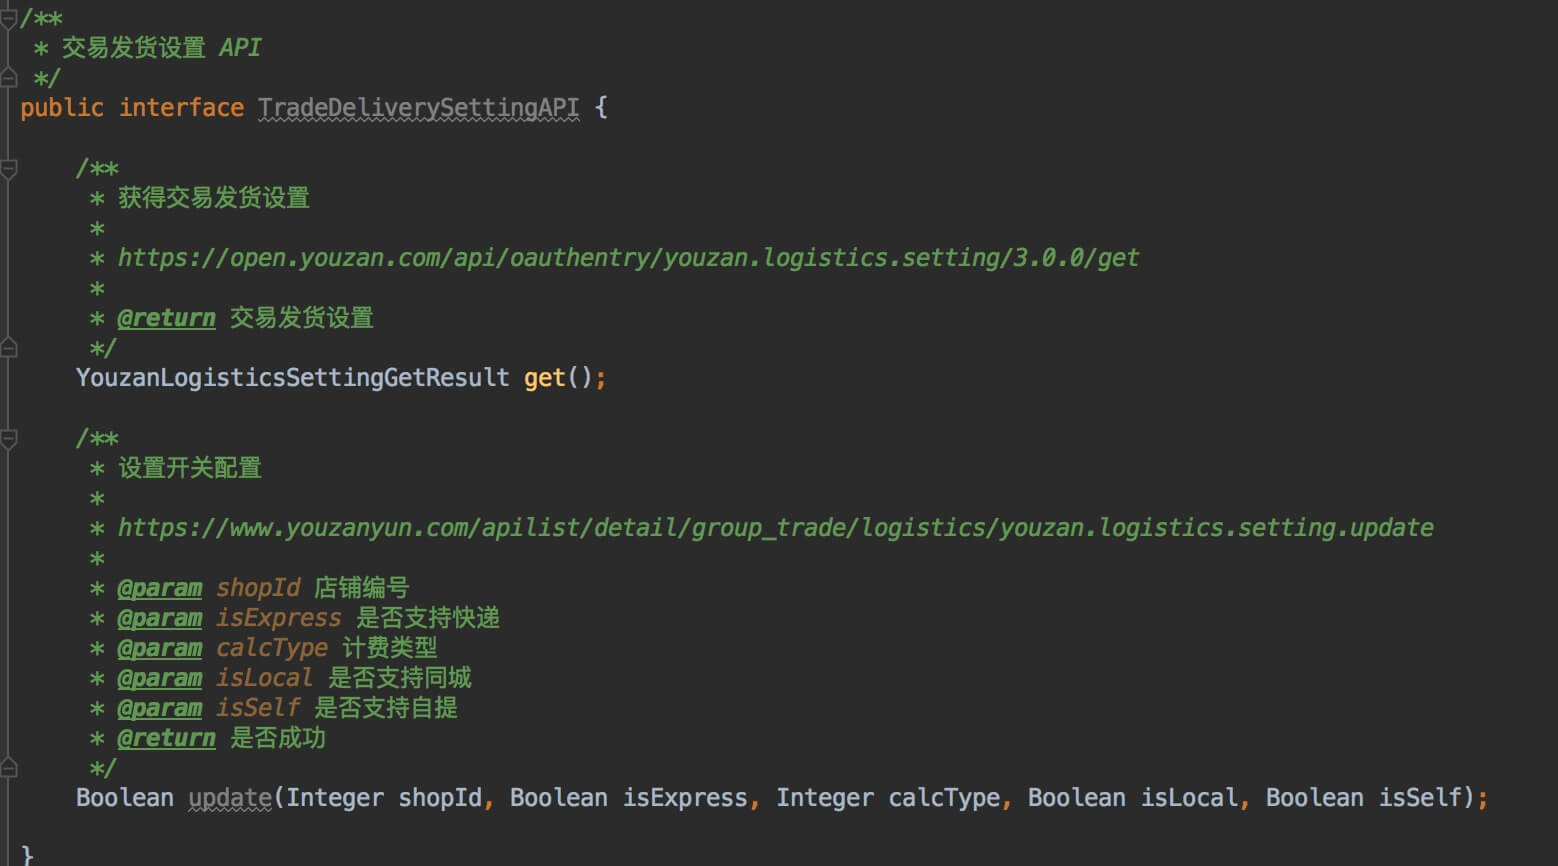 /**
 * 交易发货设置 API
 */
public interface TradeDeliverySettingAPI {
    /**
     * 获得交易发货设置
     *
     * https://open.youzan.com/api/oauthentry/youzan.logistics.setting/3.0.0/get
     *
     * @return 交易发货设置
     */
    YouzanLogisticsSettingGetResult get();
    /**
     * 设置开关配置
     *
     * https://www.youzanyun.com/apilist/detail/group_trade/logistics/youzan.logistics.setting.update
     *
     * @param shopId 店铺编号
     * @param isExpress 是否支持快递
     * @param calcType 计费类型
     * @param isLocal 是否支持同城
     * @param isSelf 是否支持自提
     * @return 是否成功
     */
    Boolean update(Integer shopId, Boolean isExpress, Integer calcType, Boolean isLocal, Boolean isSelf);
}